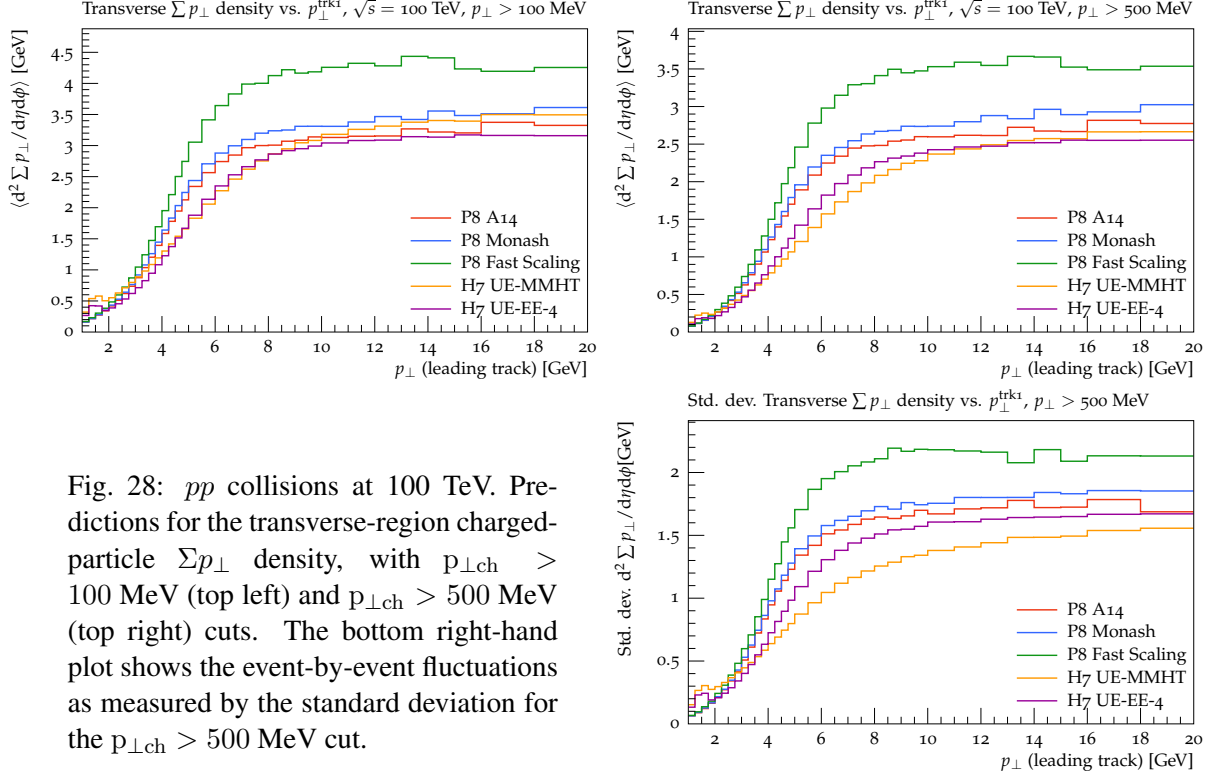 Transverse ∑ p⊥ density vs. p⊥^trk1, √s = 100 TeV, p⊥ > 100 MeV
⟨d² ∑ p⊥/dηdϕ⟩ [GeV]
4.5
4
3.5
3
2.5
2
1.5
1
0.5
0
P8 A14
P8 Monash
P8 Fast Scaling
H7 UE-MMHT
H7 UE-EE-4
2 4 6 8 10 12 14 16 18 20
p⊥ (leading track) [GeV]
Transverse ∑ p⊥ density vs. p⊥^trk1, √s = 100 TeV, p⊥ > 500 MeV
⟨d² ∑ p⊥/dηdϕ⟩ [GeV]
4
3.5
3
2.5
2
1.5
1
0.5
0
P8 A14
P8 Monash
P8 Fast Scaling
H7 UE-MMHT
H7 UE-EE-4
2 4 6 8 10 12 14 16 18 20
p⊥ (leading track) [GeV]
Fig. 28: pp collisions at 100 TeV. Pre-
dictions for the transverse-region charged-
particle Σp⊥ density, with p⊥ch >
100 MeV (top left) and p⊥ch > 500 MeV
(top right) cuts. The bottom right-hand
plot shows the event-by-event fluctuations
as measured by the standard deviation for
the p⊥ch > 500 MeV cut.
Std. dev. Transverse ∑ p⊥ density vs. p⊥^trk1, p⊥ > 500 MeV
Std. dev. d² ∑ p⊥/dηdϕ[GeV]
2
1.5
1
0.5
0
P8 A14
P8 Monash
P8 Fast Scaling
H7 UE-MMHT
H7 UE-EE-4
2 4 6 8 10 12 14 16 18 20
p⊥ (leading track) [GeV]